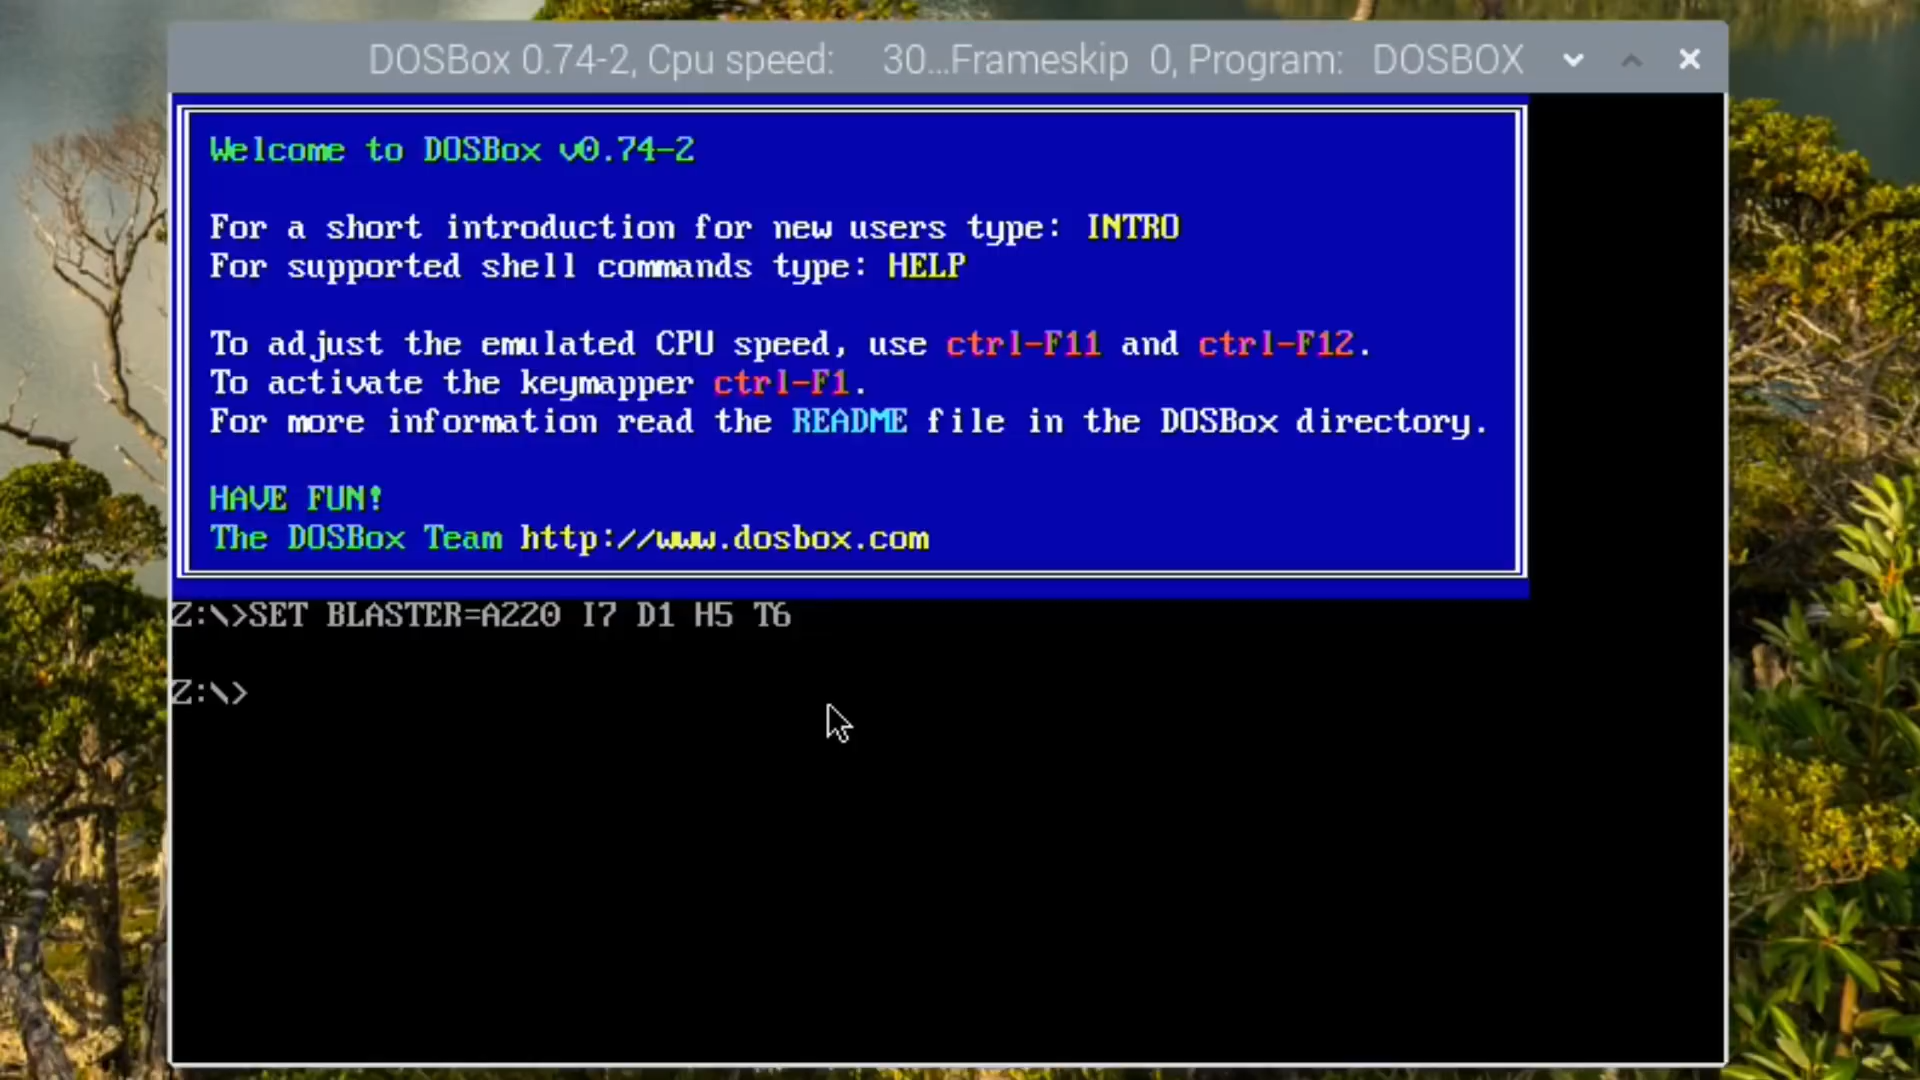 DOSBox 0.74-2, Cpu speed: 30...Frameskip 0, Program: DOSBOX
Welcome to DOSBox v0.74-2
For a short introduction for new users type: INTRO
For supported shell commands type: HELP
To adjust the emulated CPU speed, use ctrl-F11 and ctrl-F12.
To activate the keymapper ctrl-F1.
For more information read the README file in the DOSBox directory.
HAVE FUN!
The DOSBox Team http://www.dosbox.com
Z:\>SET BLASTER=A220 I7 D1 H5 T6
Z:\>